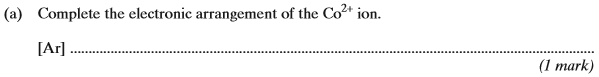 (a) Complete the electronic arrangement of the Co²⁺ ion.
[Ar] ..............................................................................................................................
(1 mark)